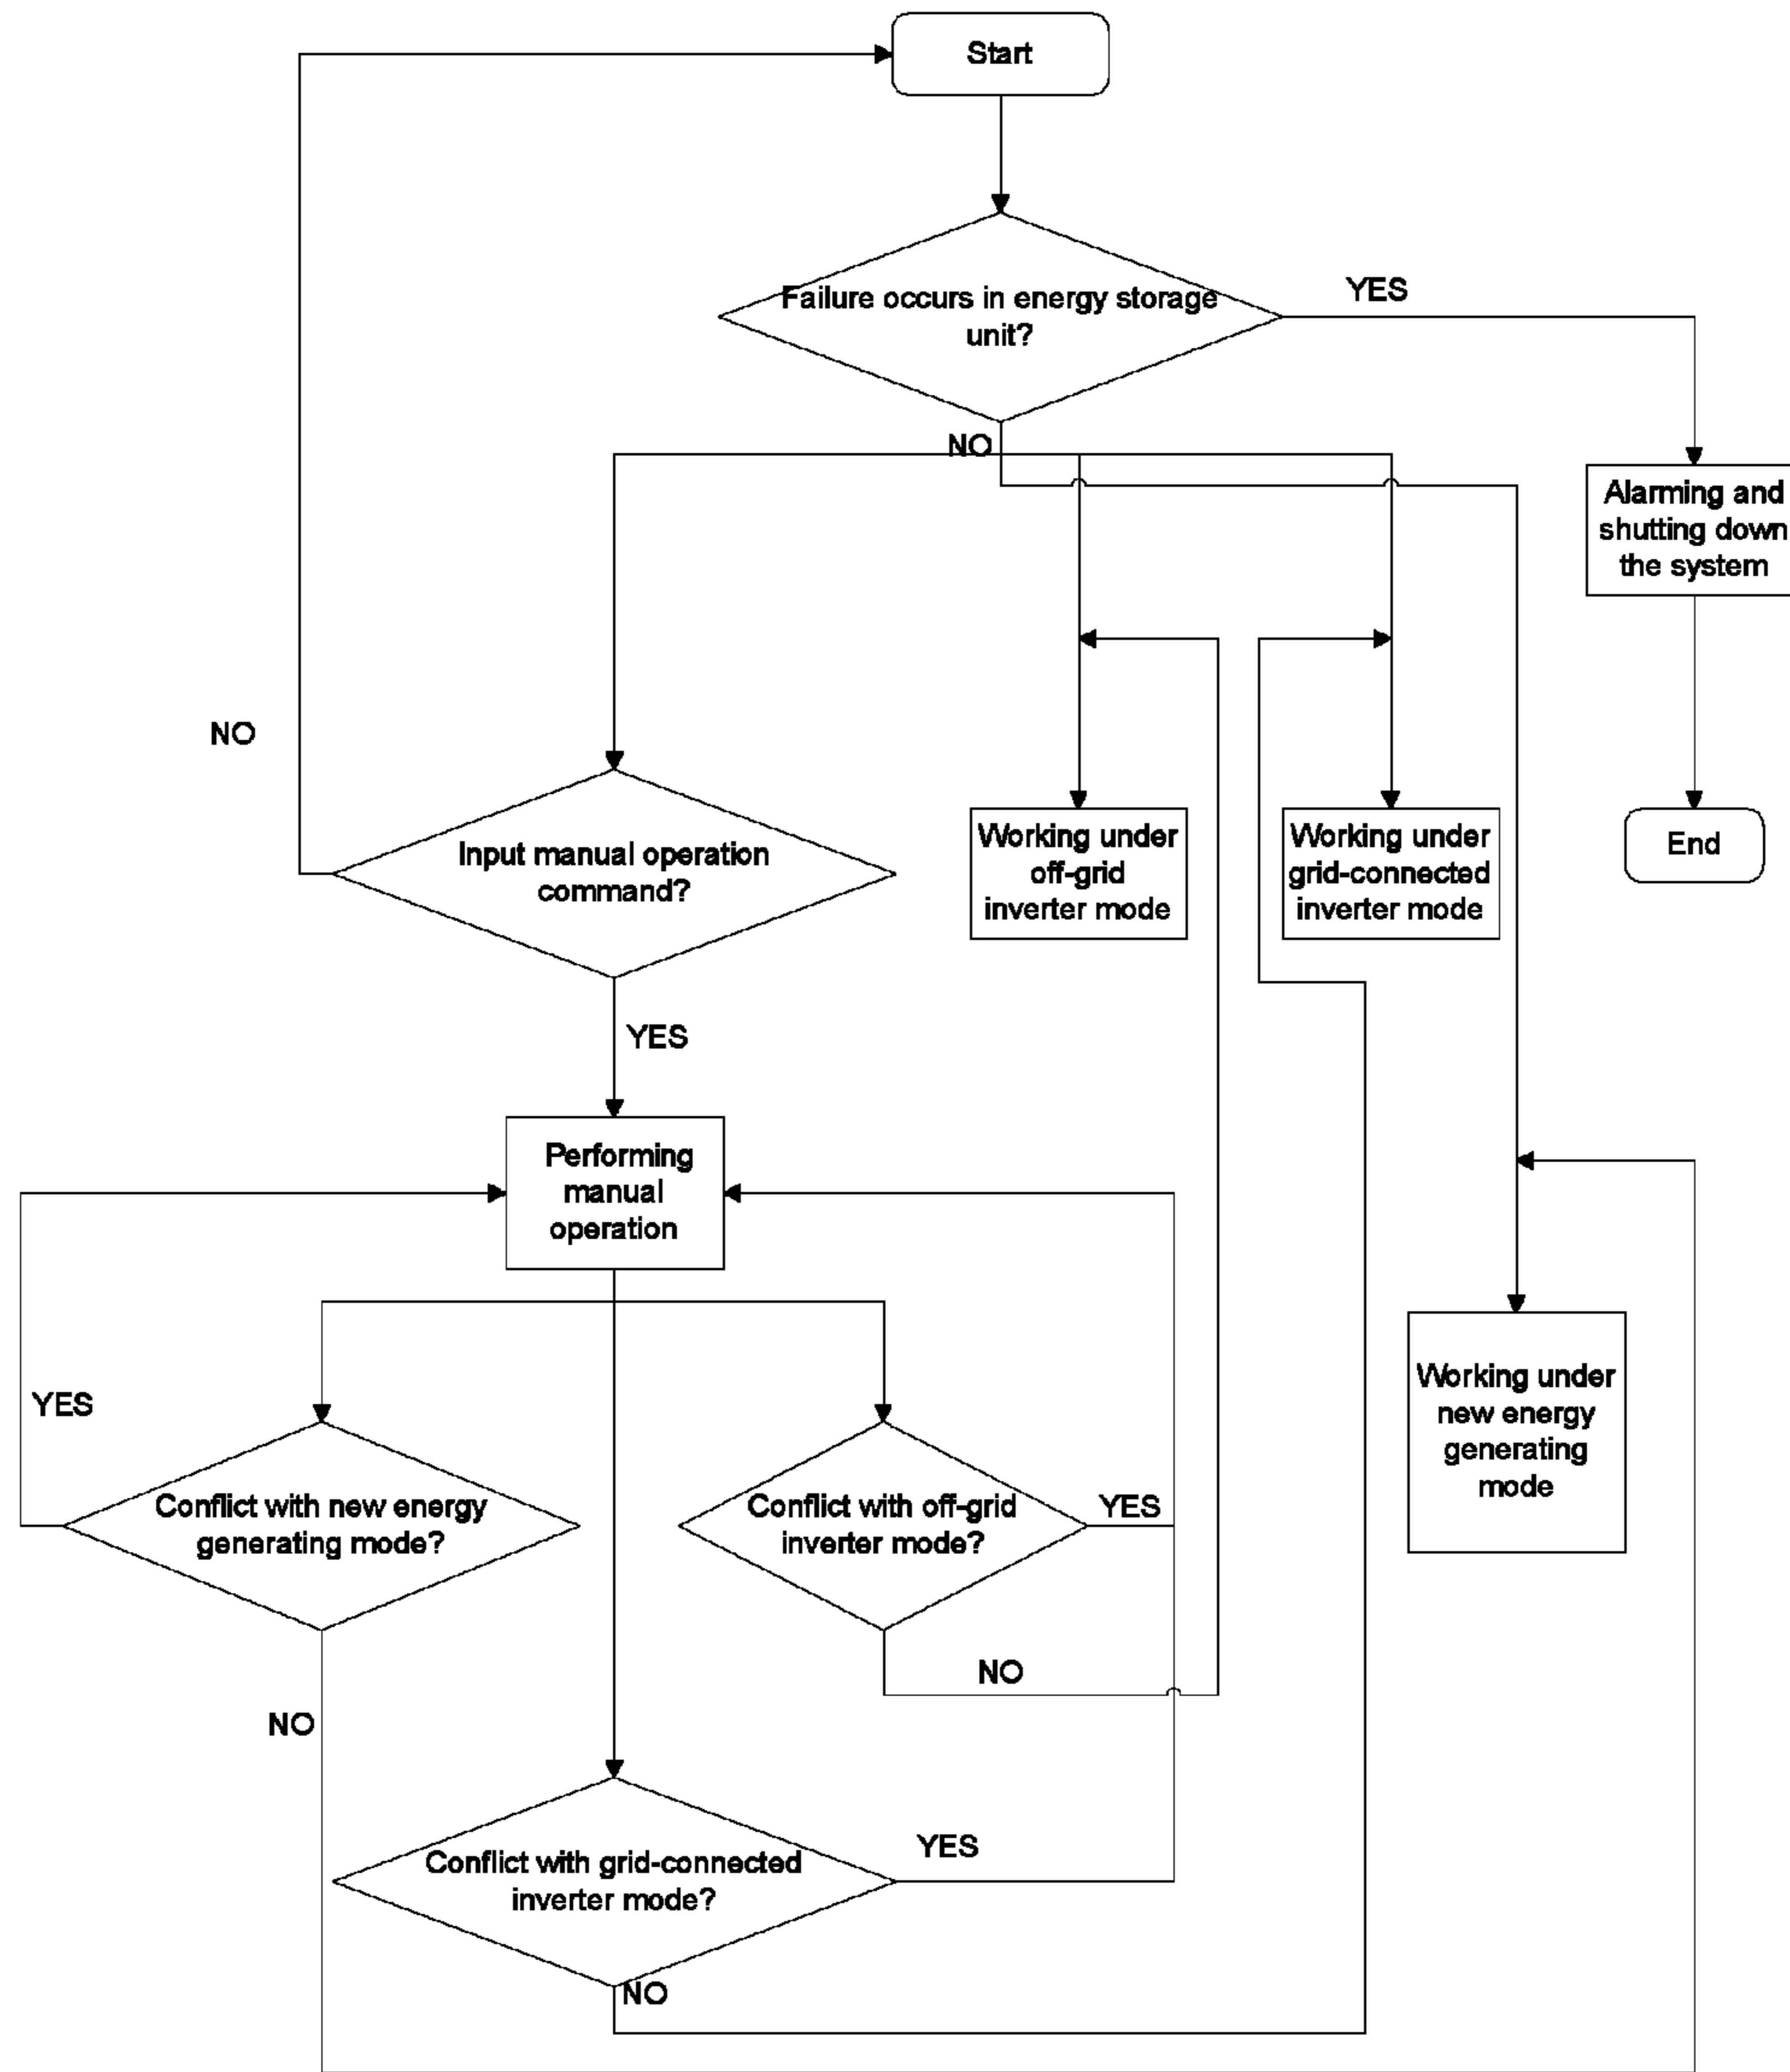 Start
Failure occurs in energy storage
unit?
YES
NO
Alarming and
shutting down
the system
NO
Input manual operation
command?
Working under
off-grid
inverter mode
Working under
grid-connected
inverter mode
End
YES
Performing
manual
operation
YES
Conflict with new energy
generating mode?
Conflict with off-grid
inverter mode?
YES
Working under
new energy
generating
mode
NO
NO
Conflict with grid-connected
inverter mode?
YES
NO